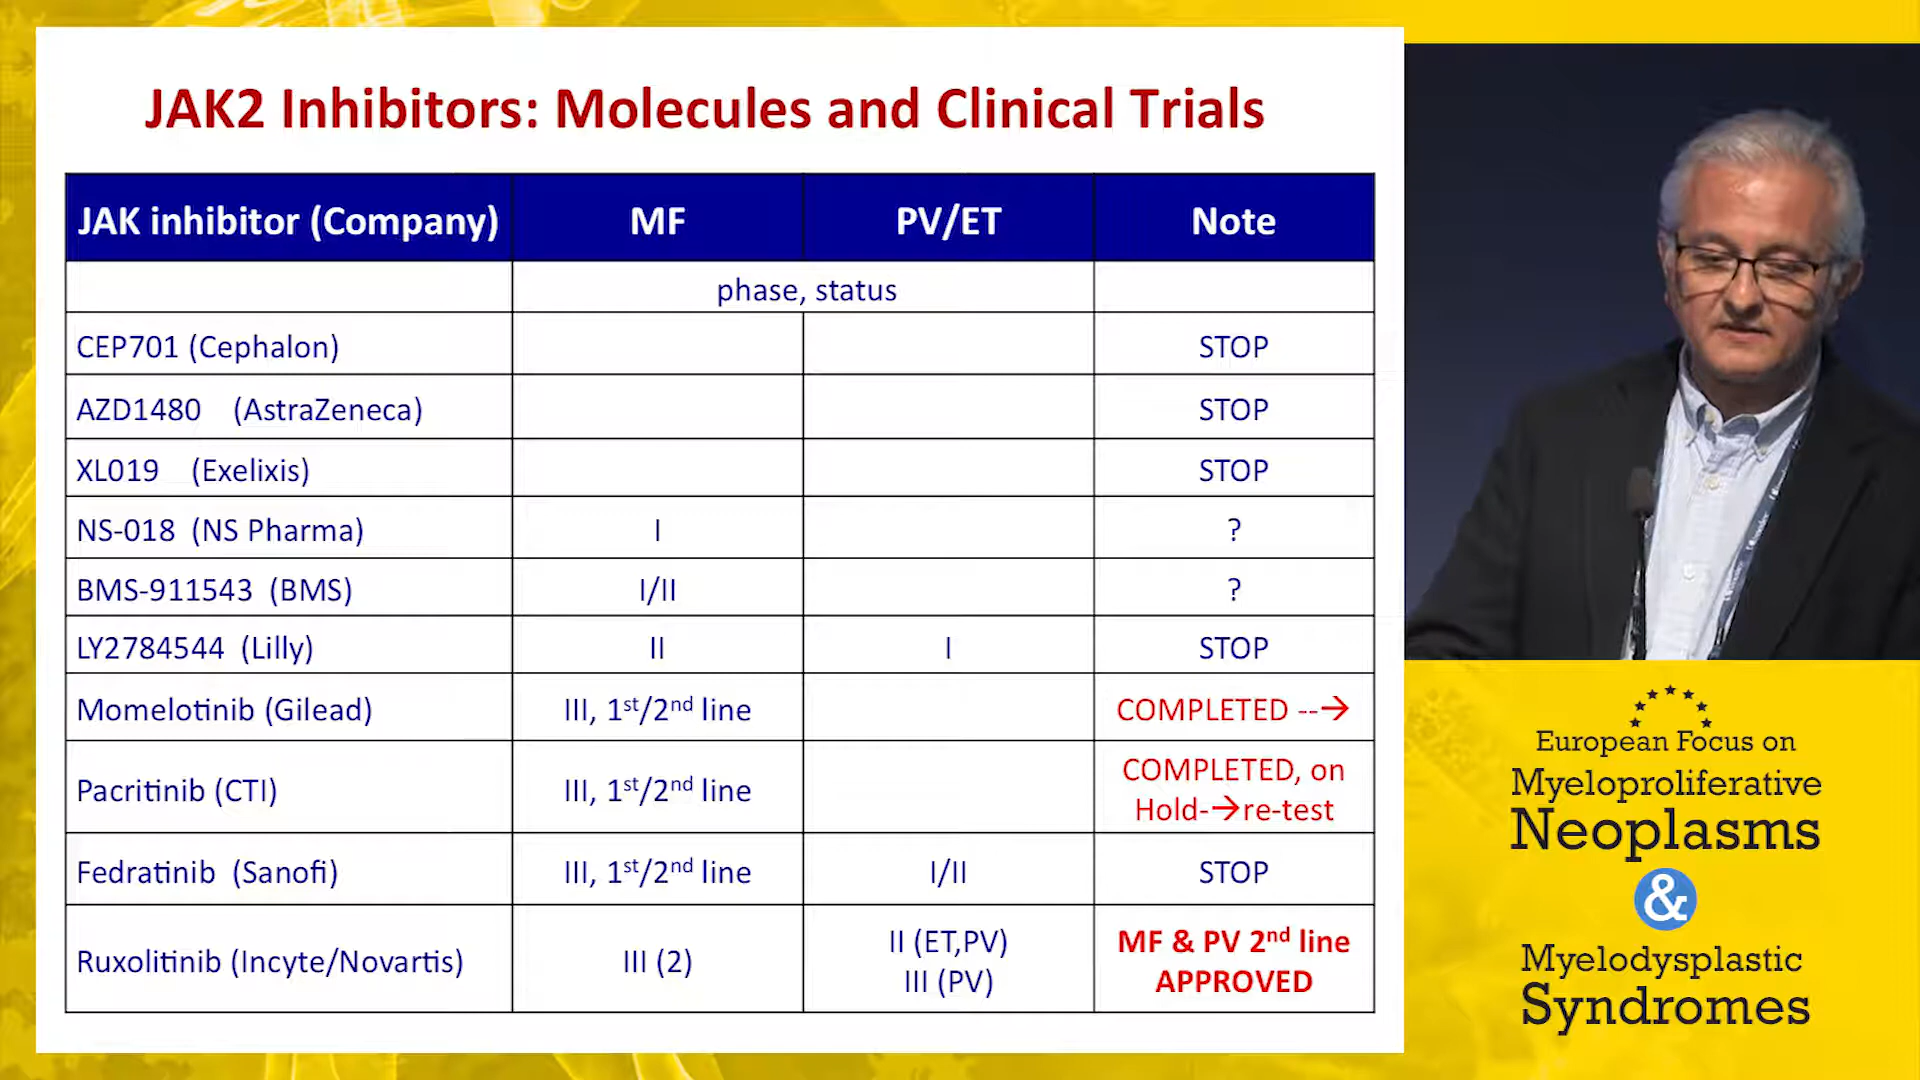 JAK2 Inhibitors: Molecules and Clinical Trials
JAK inhibitor (Company) MF PV/ET Note
phase, status
CEP701 (Cephalon) STOP
AZD1480 (AstraZeneca) STOP
XL019 (Exelixis) STOP
NS-018 (NS Pharma) I ?
BMS-911543 (BMS) I/II ?
LY2784544 (Lilly) II I STOP
Momelotinib (Gilead) III, 1st/2nd line COMPLETED --→
Pacritinib (CTI) III, 1st/2nd line COMPLETED, on
Hold-→re-test
Fedratinib (Sanofi) III, 1st/2nd line I/II STOP
Ruxolitinib (Incyte/Novartis) III (2) II (ET,PV)
III (PV)
MF & PV 2nd line
APPROVED
European Focus on
Myeloproliferative
Neoplasms
&
Myelodysplastic
Syndromes